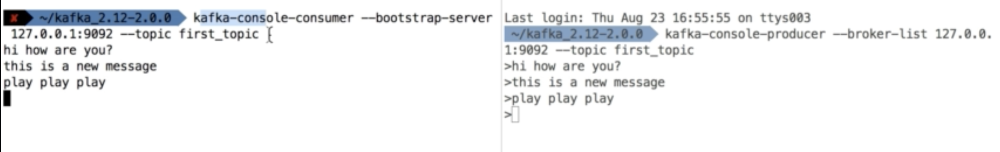 ✘ ~/kafka_2.12-2.0.0 kafka-console-consumer --bootstrap-server
127.0.0.1:9092 --topic first_topic
hi how are you?
this is a new message
play play play
Last login: Thu Aug 23 16:55:55 on ttys003
~/kafka_2.12-2.0.0 kafka-console-producer --broker-list 127.0.0.
1:9092 --topic first_topic
>hi how are you?
>this is a new message
>play play play
>